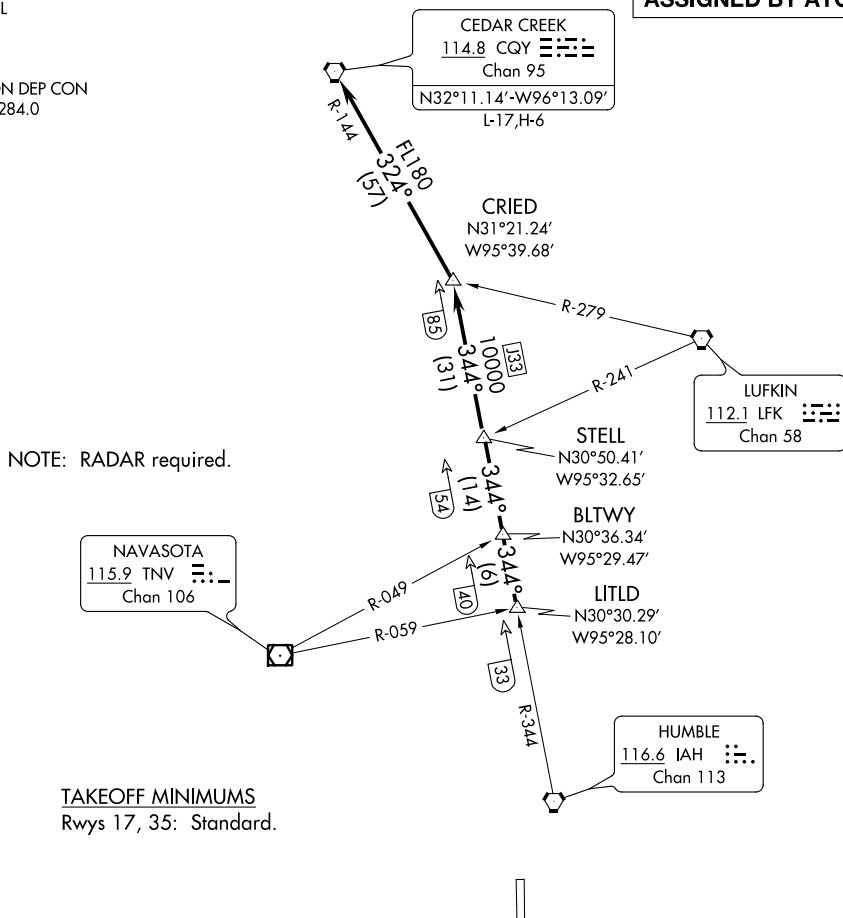 L
ASSIGNED BY ATC
N DEP CON
284.0
CEDAR CREEK
114.8 CQY
Chan 95
N32°11.14′-W96°13.09′
L-17,H-6
R-144
FL180
324°
(57)
CRIED
N31°21.24′
W95°39.68′
R-279
85
J33
10000
344°
(31)
R-241
LUFKIN
112.1 LFK
Chan 58
STELL
N30°50.41′
W95°32.65′
NOTE: RADAR required.
54
344°
(14)
BLTWY
N30°36.34′
W95°29.47′
NAVASOTA
115.9 TNV
Chan 106
R-049
40
344°
(6)
LITLD
N30°30.29′
W95°28.10′
R-059
33
R-344
HUMBLE
116.6 IAH
Chan 113
TAKEOFF MINIMUMS
Rwys 17, 35: Standard.